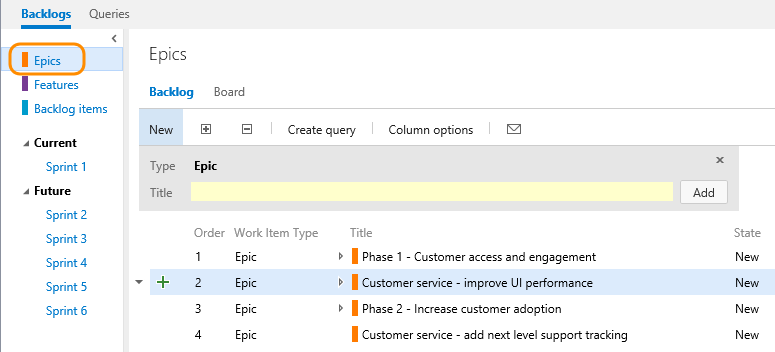 Backlogs Queries
Epics
Features
Backlog items
Current
Sprint 1
Future
Sprint 2
Sprint 3
Sprint 4
Sprint 5
Sprint 6
Epics
Backlog Board
New Create query Column options
Type Epic
Title Add
Order Work Item Type Title State
1 Epic Phase 1 - Customer access and engagement New
2 Epic Customer service - improve UI performance New
3 Epic Phase 2 - Increase customer adoption New
4 Epic Customer service - add next level support tracking New